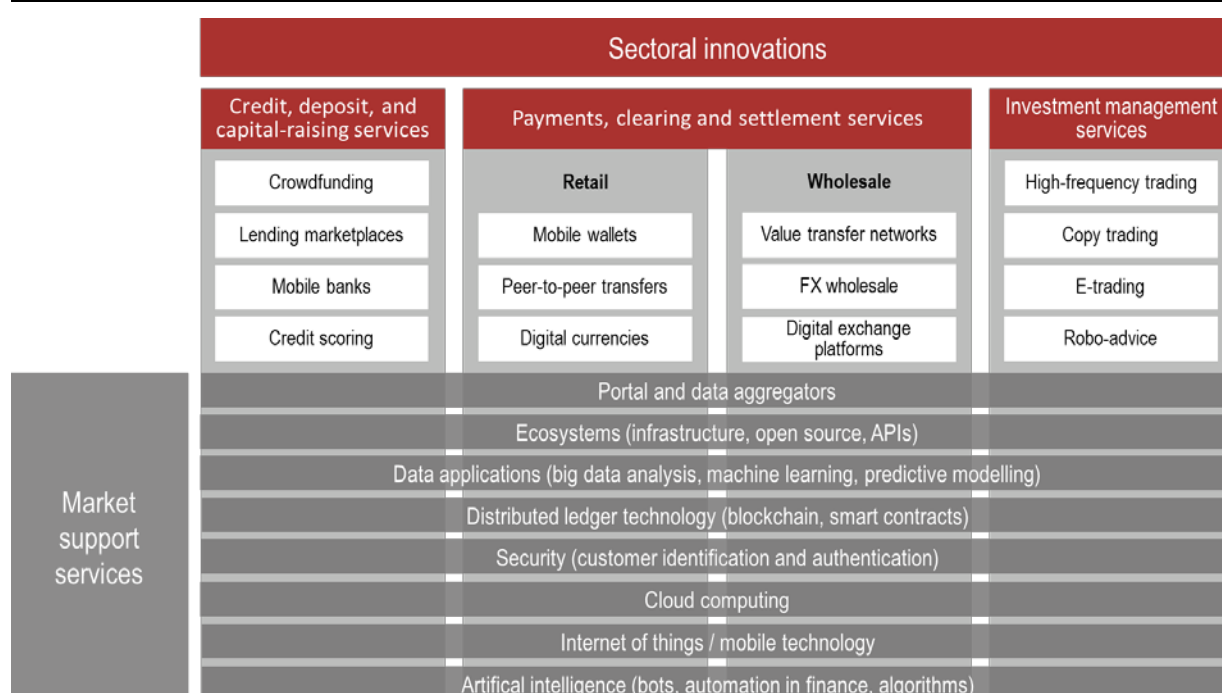 Sectoral innovations
Credit, deposit, and
capital-raising services
Crowdfunding
Lending marketplaces
Mobile banks
Credit scoring
Payments, clearing and settlement services
Retail
Mobile wallets
Peer-to-peer transfers
Digital currencies
Wholesale
Value transfer networks
FX wholesale
Digital exchange
platforms
Investment management
services
High-frequency trading
Copy trading
E-trading
Robo-advice
Market
support
services
Portal and data aggregators
Ecosystems (infrastructure, open source, APIs)
Data applications (big data analysis, machine learning, predictive modelling)
Distributed ledger technology (blockchain, smart contracts)
Security (customer identification and authentication)
Cloud computing
Internet of things / mobile technology
Artifical intelligence (bots, automation in finance, algorithms)